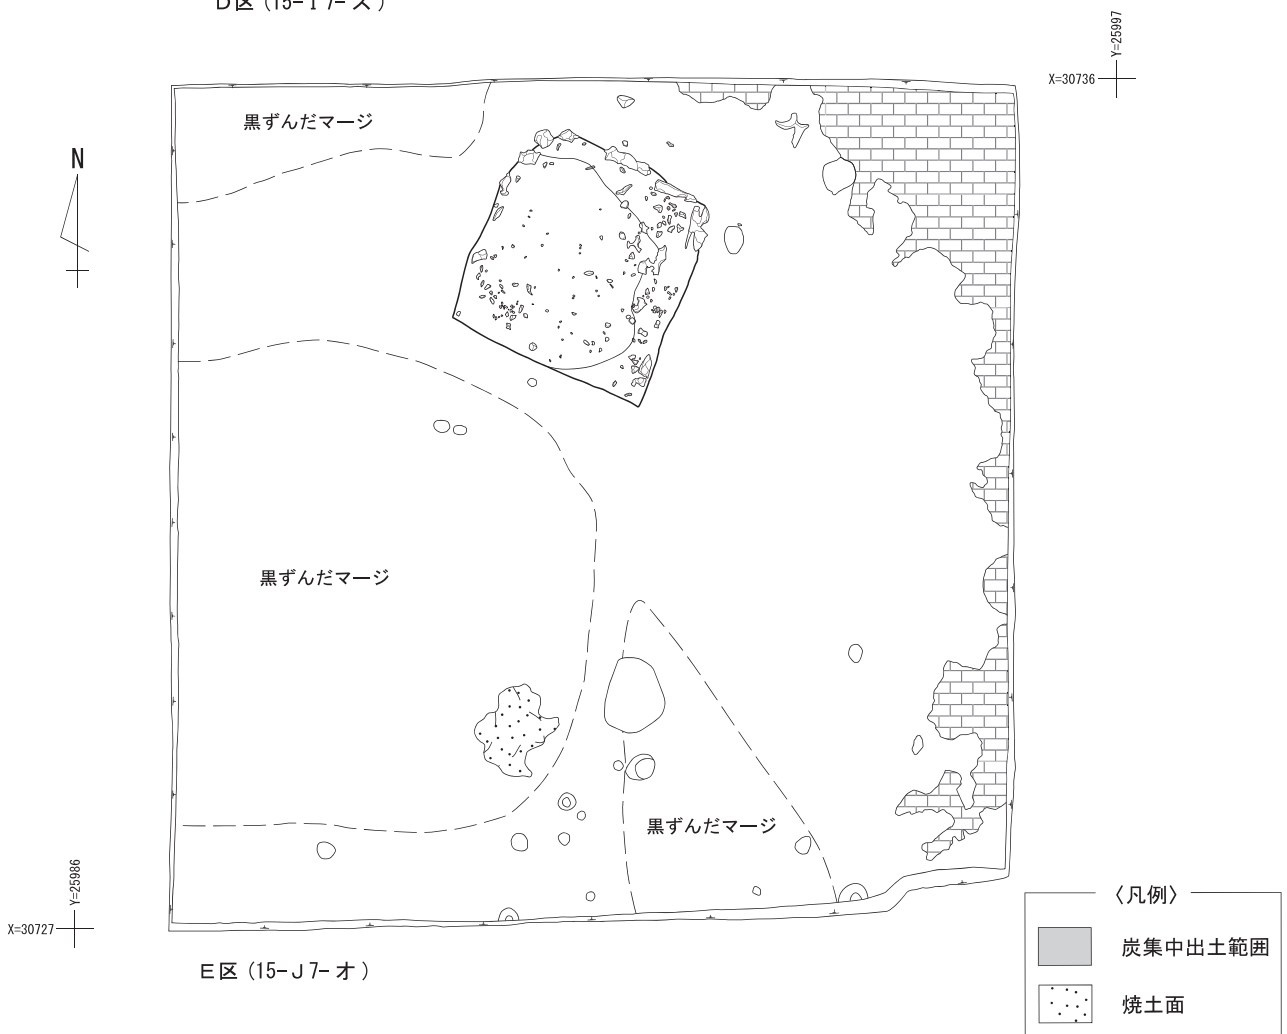 D区(15-I7-ス)
Y=25997
X=30736
黒ずんだマージ
N
黒ずんだマージ
黒ずんだマージ
Y=25986
X=30727
E区(15-J7-オ)
〈凡例〉
炭集中出土範囲
焼土面